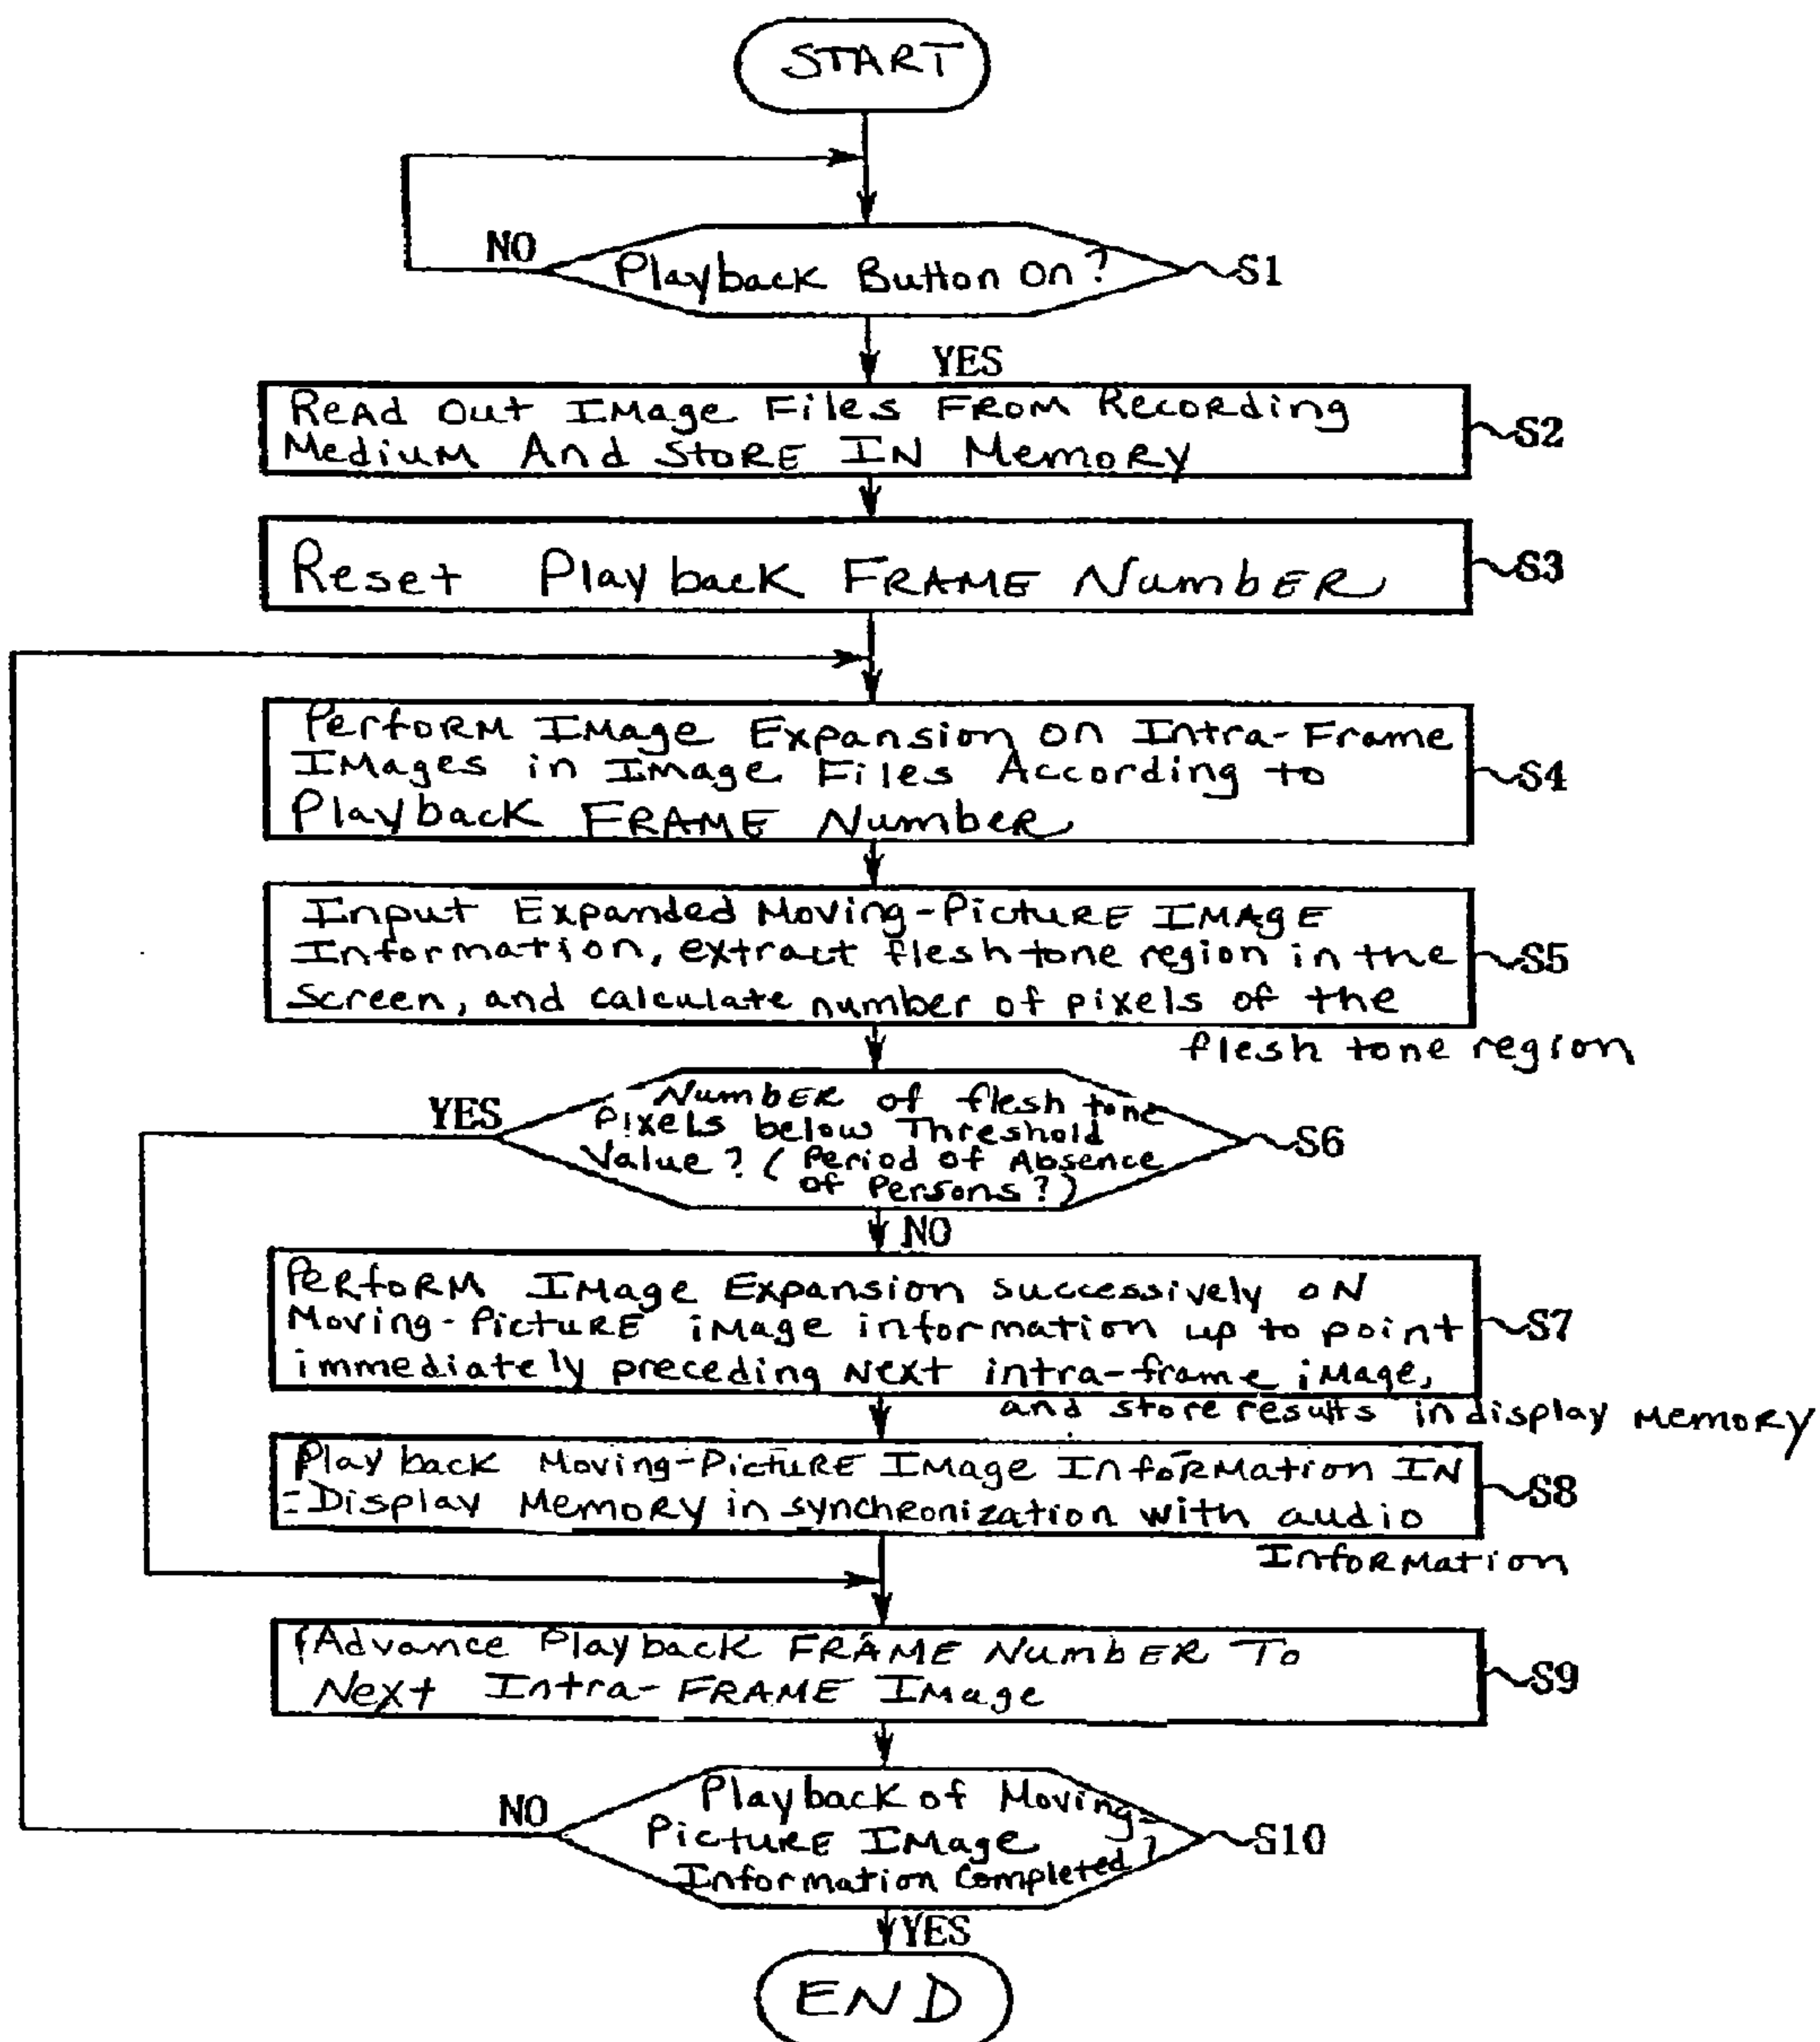 START
NO
Playback Button On?
S1
YES
Read Out Image Files From Recording
Medium And Store In Memory
S2
Reset Playback Frame Number
S3
Perform Image Expansion on Intra-Frame
Images in Image Files According to
Playback Frame Number
S4
Input Expanded Moving-Picture Image
Information, extract flesh tone region in the
screen, and calculate number of pixels of the
flesh tone region
S5
YES
Number of flesh tone
Pixels below Threshold
Value? (Period of Absence
of Persons?)
S6
NO
Perform Image Expansion successively on
Moving-Picture image information up to point
immediately preceding Next intra-frame image,
and store results in display memory
S7
Play back Moving-Picture Image Information In
Display Memory in synchronization with audio
Information
S8
Advance Playback Frame Number To
Next Intra-Frame Image
S9
NO
Playback of Moving-
Picture Image
Information Completed?
S10
YES
END